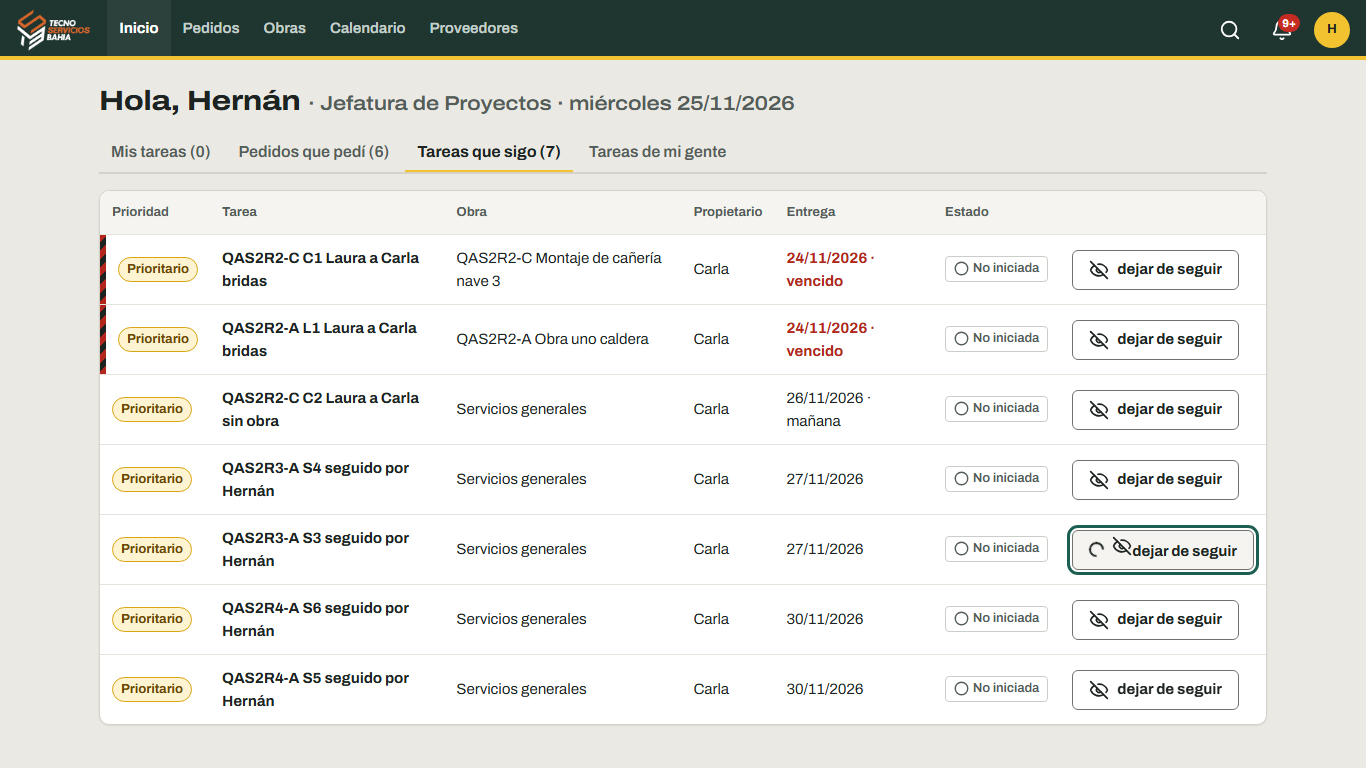 TECNO
SERVICIOS
BAHIA
Inicio Pedidos Obras Calendario Proveedores 9+ H
Hola, Hernán · Jefatura de Proyectos · miércoles 25/11/2026
Mis tareas (0) Pedidos que pedí (6) Tareas que sigo (7) Tareas de mi gente
Prioridad Tarea Obra Propietario Entrega Estado
Prioritario QAS2R2-C C1 Laura a Carla bridas QAS2R2-C Montaje de cañería nave 3 Carla 24/11/2026 · vencido No iniciada dejar de seguir
Prioritario QAS2R2-A L1 Laura a Carla bridas QAS2R2-A Obra uno caldera Carla 24/11/2026 · vencido No iniciada dejar de seguir
Prioritario QAS2R2-C C2 Laura a Carla sin obra Servicios generales Carla 26/11/2026 · mañana No iniciada dejar de seguir
Prioritario QAS2R3-A S4 seguido por Hernán Servicios generales Carla 27/11/2026 No iniciada dejar de seguir
Prioritario QAS2R3-A S3 seguido por Hernán Servicios generales Carla 27/11/2026 No iniciada dejar de seguir
Prioritario QAS2R4-A S6 seguido por Hernán Servicios generales Carla 30/11/2026 No iniciada dejar de seguir
Prioritario QAS2R4-A S5 seguido por Hernán Servicios generales Carla 30/11/2026 No iniciada dejar de seguir